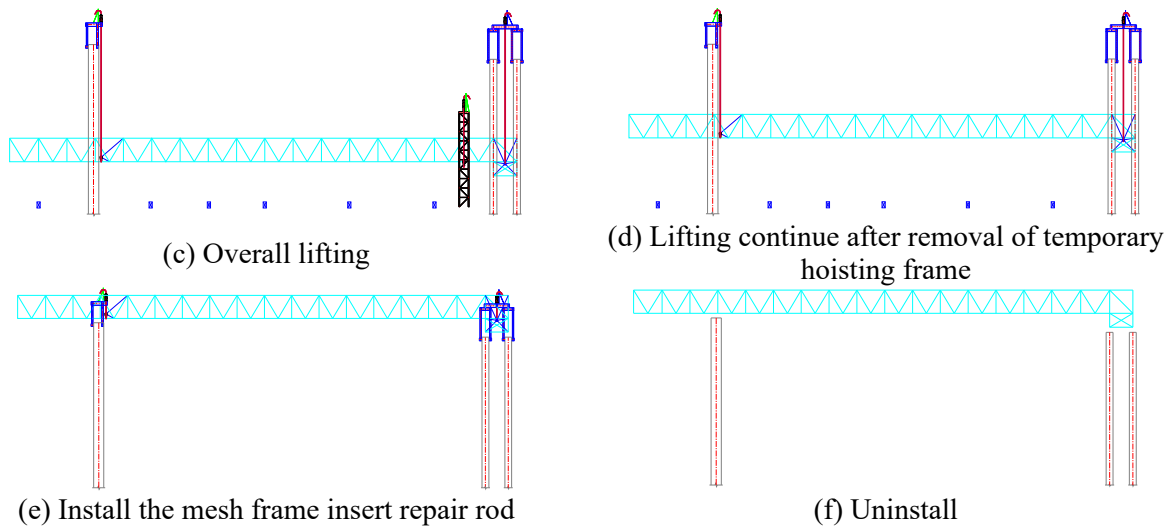 (c) Overall lifting
(d) Lifting continue after removal of temporary
hoisting frame
(e) Install the mesh frame insert repair rod
(f) Uninstall